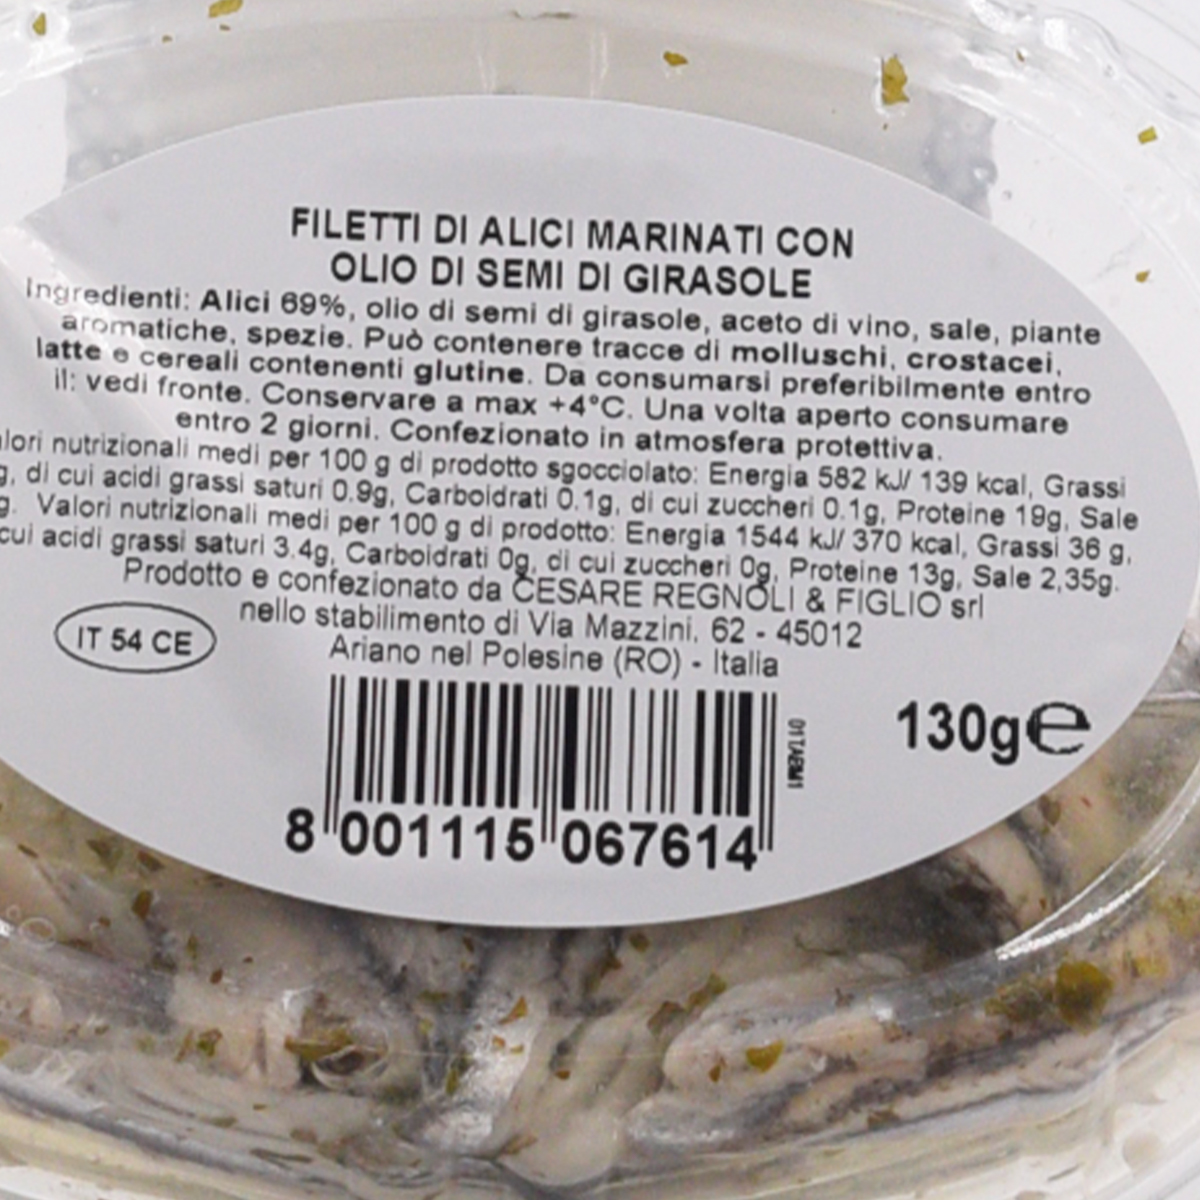 FILETTI DI ALICI MARINATI CON
OLIO DI SEMI DI GIRASOLE
Ingredienti: Alici 69%, olio di semi di girasole, aceto di vino, sale, piante
aromatiche, spezie. Può contenere tracce di molluschi, crostacei,
latte e cereali contenenti glutine. Da consumarsi preferibilmente entro
il: vedi fronte. Conservare a max +4°C. Una volta aperto consumare
entro 2 giorni. Confezionato in atmosfera protettiva.
lori nutrizionali medi per 100 g di prodotto sgocciolato: Energia 582 kJ/ 139 kcal, Grassi
g, di cui acidi grassi saturi 0.9g, Carboidrati 0.1g, di cui zuccheri 0.1g, Proteine 19g, Sale
g. Valori nutrizionali medi per 100 g di prodotto: Energia 1544 kJ/ 370 kcal, Grassi 36 g,
cui acidi grassi saturi 3.4g, Carboidrati 0g, di cui zuccheri 0g, Proteine 13g, Sale 2,35g.
Prodotto e confezionato da CESARE REGNOLI & FIGLIO srl
nello stabilimento di Via Mazzini, 62 - 45012
Ariano nel Polesine (RO) - Italia
IT 54 CE
130g e
8 001115 067614